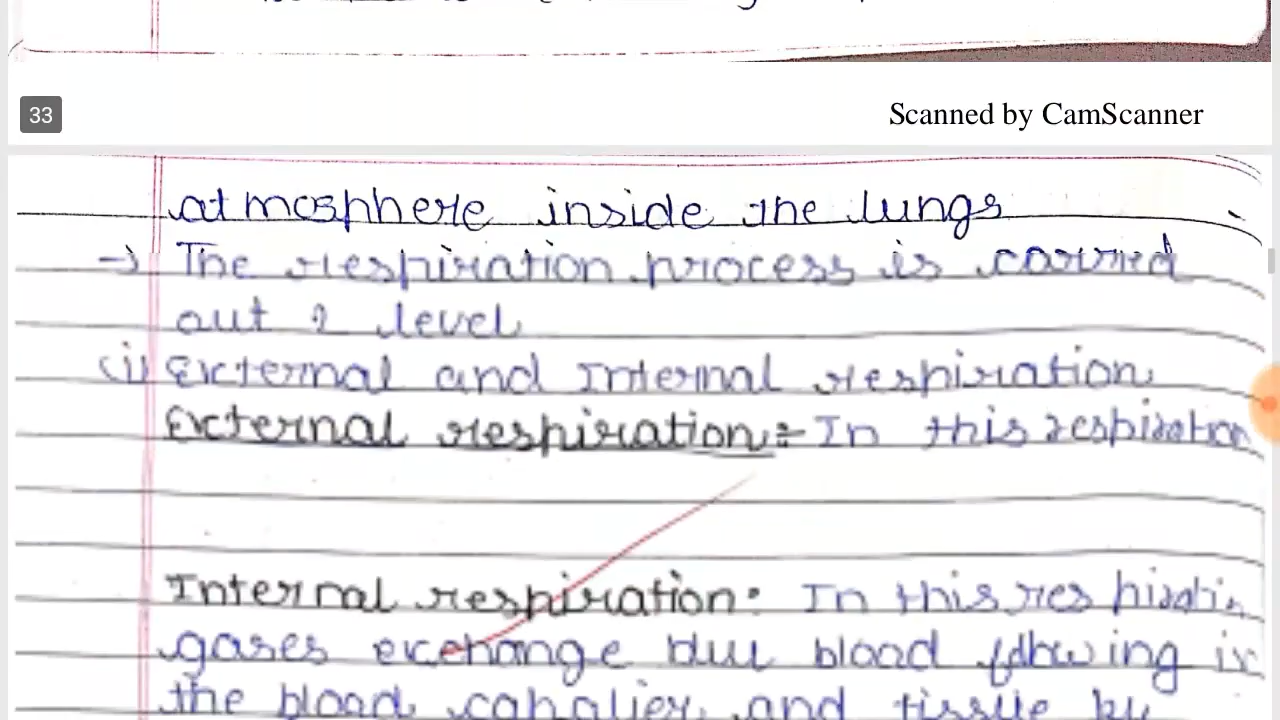 33
Scanned by CamScanner
atmosphere inside the lungs
→ The respiration process is carried
out 2 level
(i) External and Internal respiration
External respiration:- In this respiration
Internal respiration: In this
gases exchange blw blood flowing in
the blood and tissue by